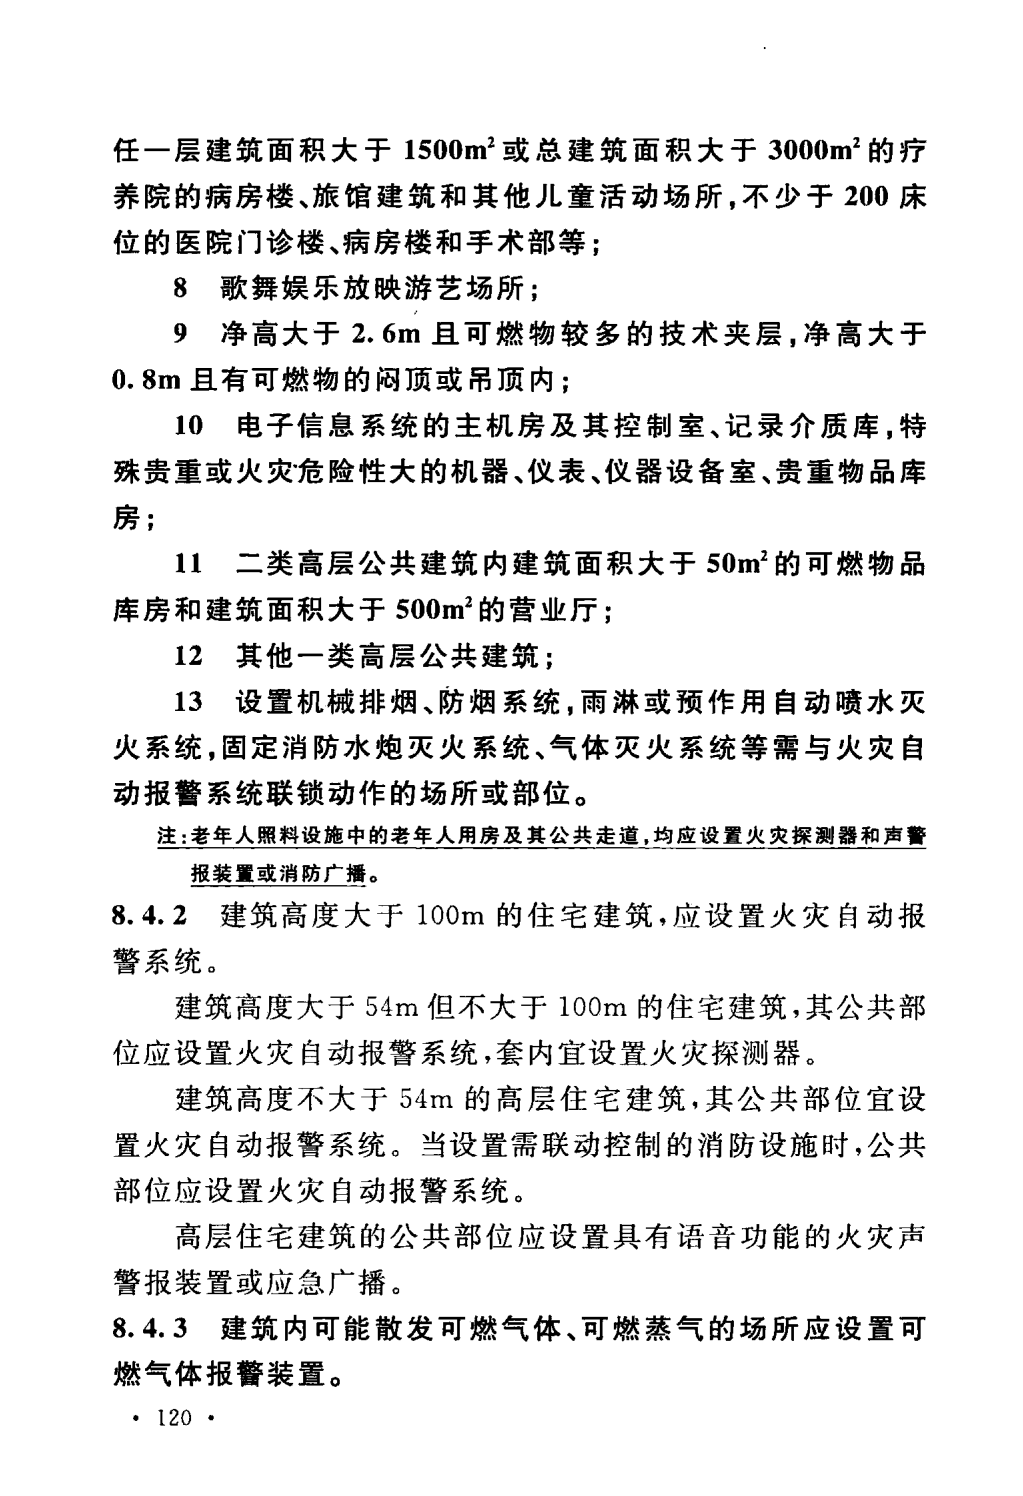 任一层建筑面积大于 1500m²或总建筑面积大于 3000m²的疗
养院的病房楼、旅馆建筑和其他儿童活动场所,不少于 200 床
位的医院门诊楼、病房楼和手术部等;
8 歌舞娱乐放映游艺场所;
9 净高大于 2.6m 且可燃物较多的技术夹层,净高大于
0.8m 且有可燃物的闷顶或吊顶内;
10 电子信息系统的主机房及其控制室、记录介质库,特
殊贵重或火灾危险性大的机器、仪表、仪器设备室、贵重物品库
房;
11 二类高层公共建筑内建筑面积大于 50m²的可燃物品
库房和建筑面积大于 500m²的营业厅;
12 其他一类高层公共建筑;
13 设置机械排烟、防烟系统,雨淋或预作用自动喷水灭
火系统,固定消防水炮灭火系统、气体灭火系统等需与火灾自
动报警系统联锁动作的场所或部位。
注:老年人照料设施中的老年人用房及其公共走道,均应设置火灾探测器和声警
报装置或消防广播。
8.4.2 建筑高度大于 100m 的住宅建筑,应设置火灾自动报
警系统。
建筑高度大于 54m 但不大于 100m 的住宅建筑,其公共部
位应设置火灾自动报警系统,套内宜设置火灾探测器。
建筑高度不大于 54m 的高层住宅建筑,其公共部位宜设
置火灾自动报警系统。当设置需联动控制的消防设施时,公共
部位应设置火灾自动报警系统。
高层住宅建筑的公共部位应设置具有语音功能的火灾声
警报装置或应急广播。
8.4.3 建筑内可能散发可燃气体、可燃蒸气的场所应设置可
燃气体报警装置。
· 120 ·